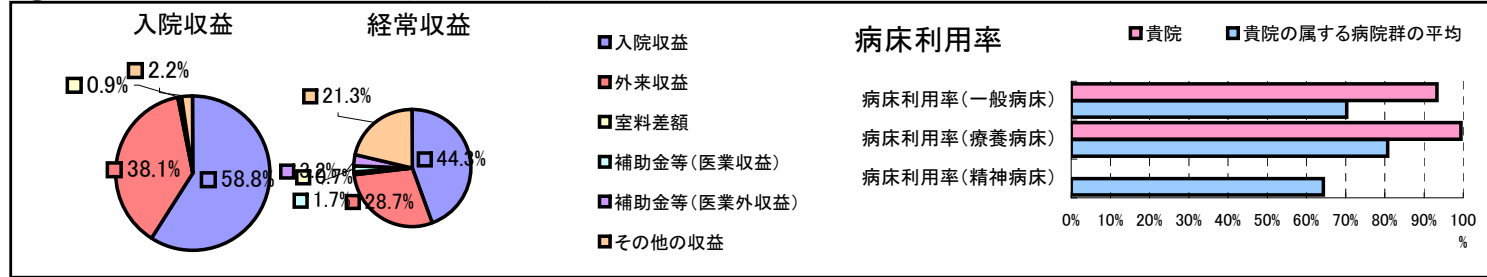 入院収益
2.2%
0.9%
38.1%
58.8%
経常収益
21.3%
44.3%
3.2%
0.7%
1.7%
28.7%
入院収益
外来収益
室料差額
補助金等(医業収益)
補助金等(医業外収益)
その他の収益
病床利用率
貴院 貴院の属する病院群の平均
病床利用率(一般病床)
病床利用率(療養病床)
病床利用率(精神病床)
0% 10% 20% 30% 40% 50% 60% 70% 80% 90% 100
%